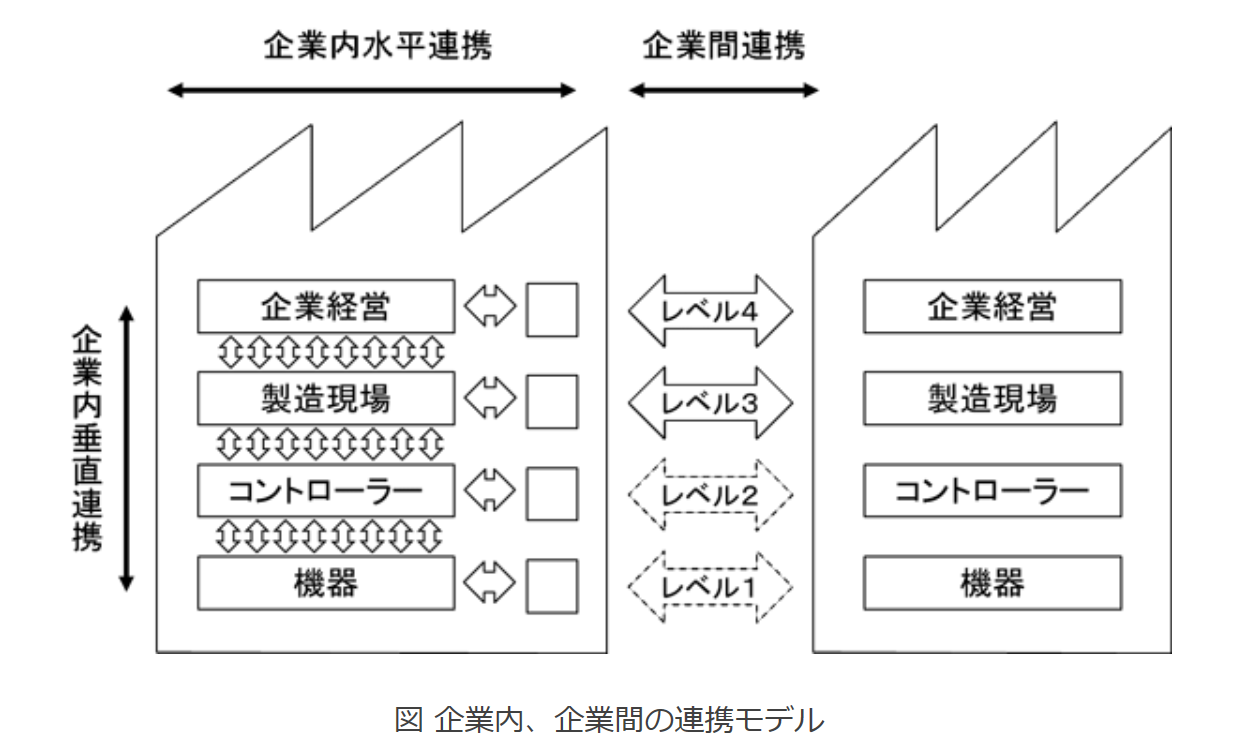 企業内水平連携
企業間連携
企業内垂直連携
企業経営
レベル4
企業経営
製造現場
レベル3
製造現場
コントローラー
レベル2
コントローラー
機器
レベル1
機器
図 企業内、企業間の連携モデル